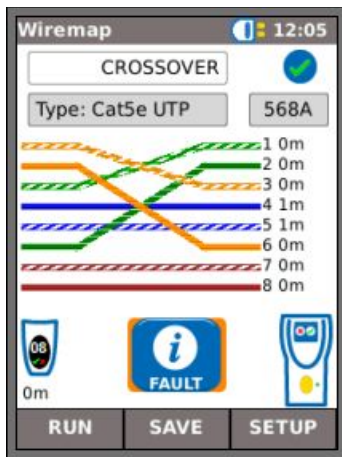 Wiremap 12:05
CROSSOVER
Type: Cat5e UTP 568A
1 0m
2 0m
3 0m
4 1m
5 1m
6 0m
7 0m
8 0m
08
i
0m
FAULT
RUN SAVE SETUP